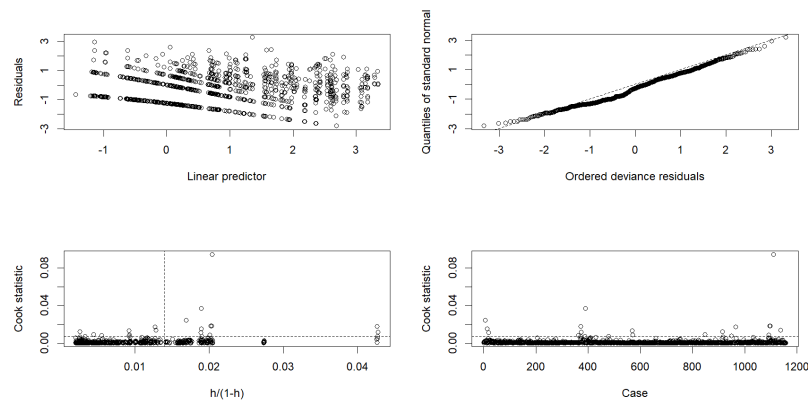 Residuals
3
1
-1
-3
-1 0 1 2 3
Linear predictor
Quantiles of standard normal
3
1
-1
-3
-3 -2 -1 0 1 2 3
Ordered deviance residuals
Cook statistic
0.08
0.04
0.00
0.01 0.02 0.03 0.04
h/(1-h)
Cook statistic
0.08
0.04
0.00
0 200 400 600 800 1000 1200
Case